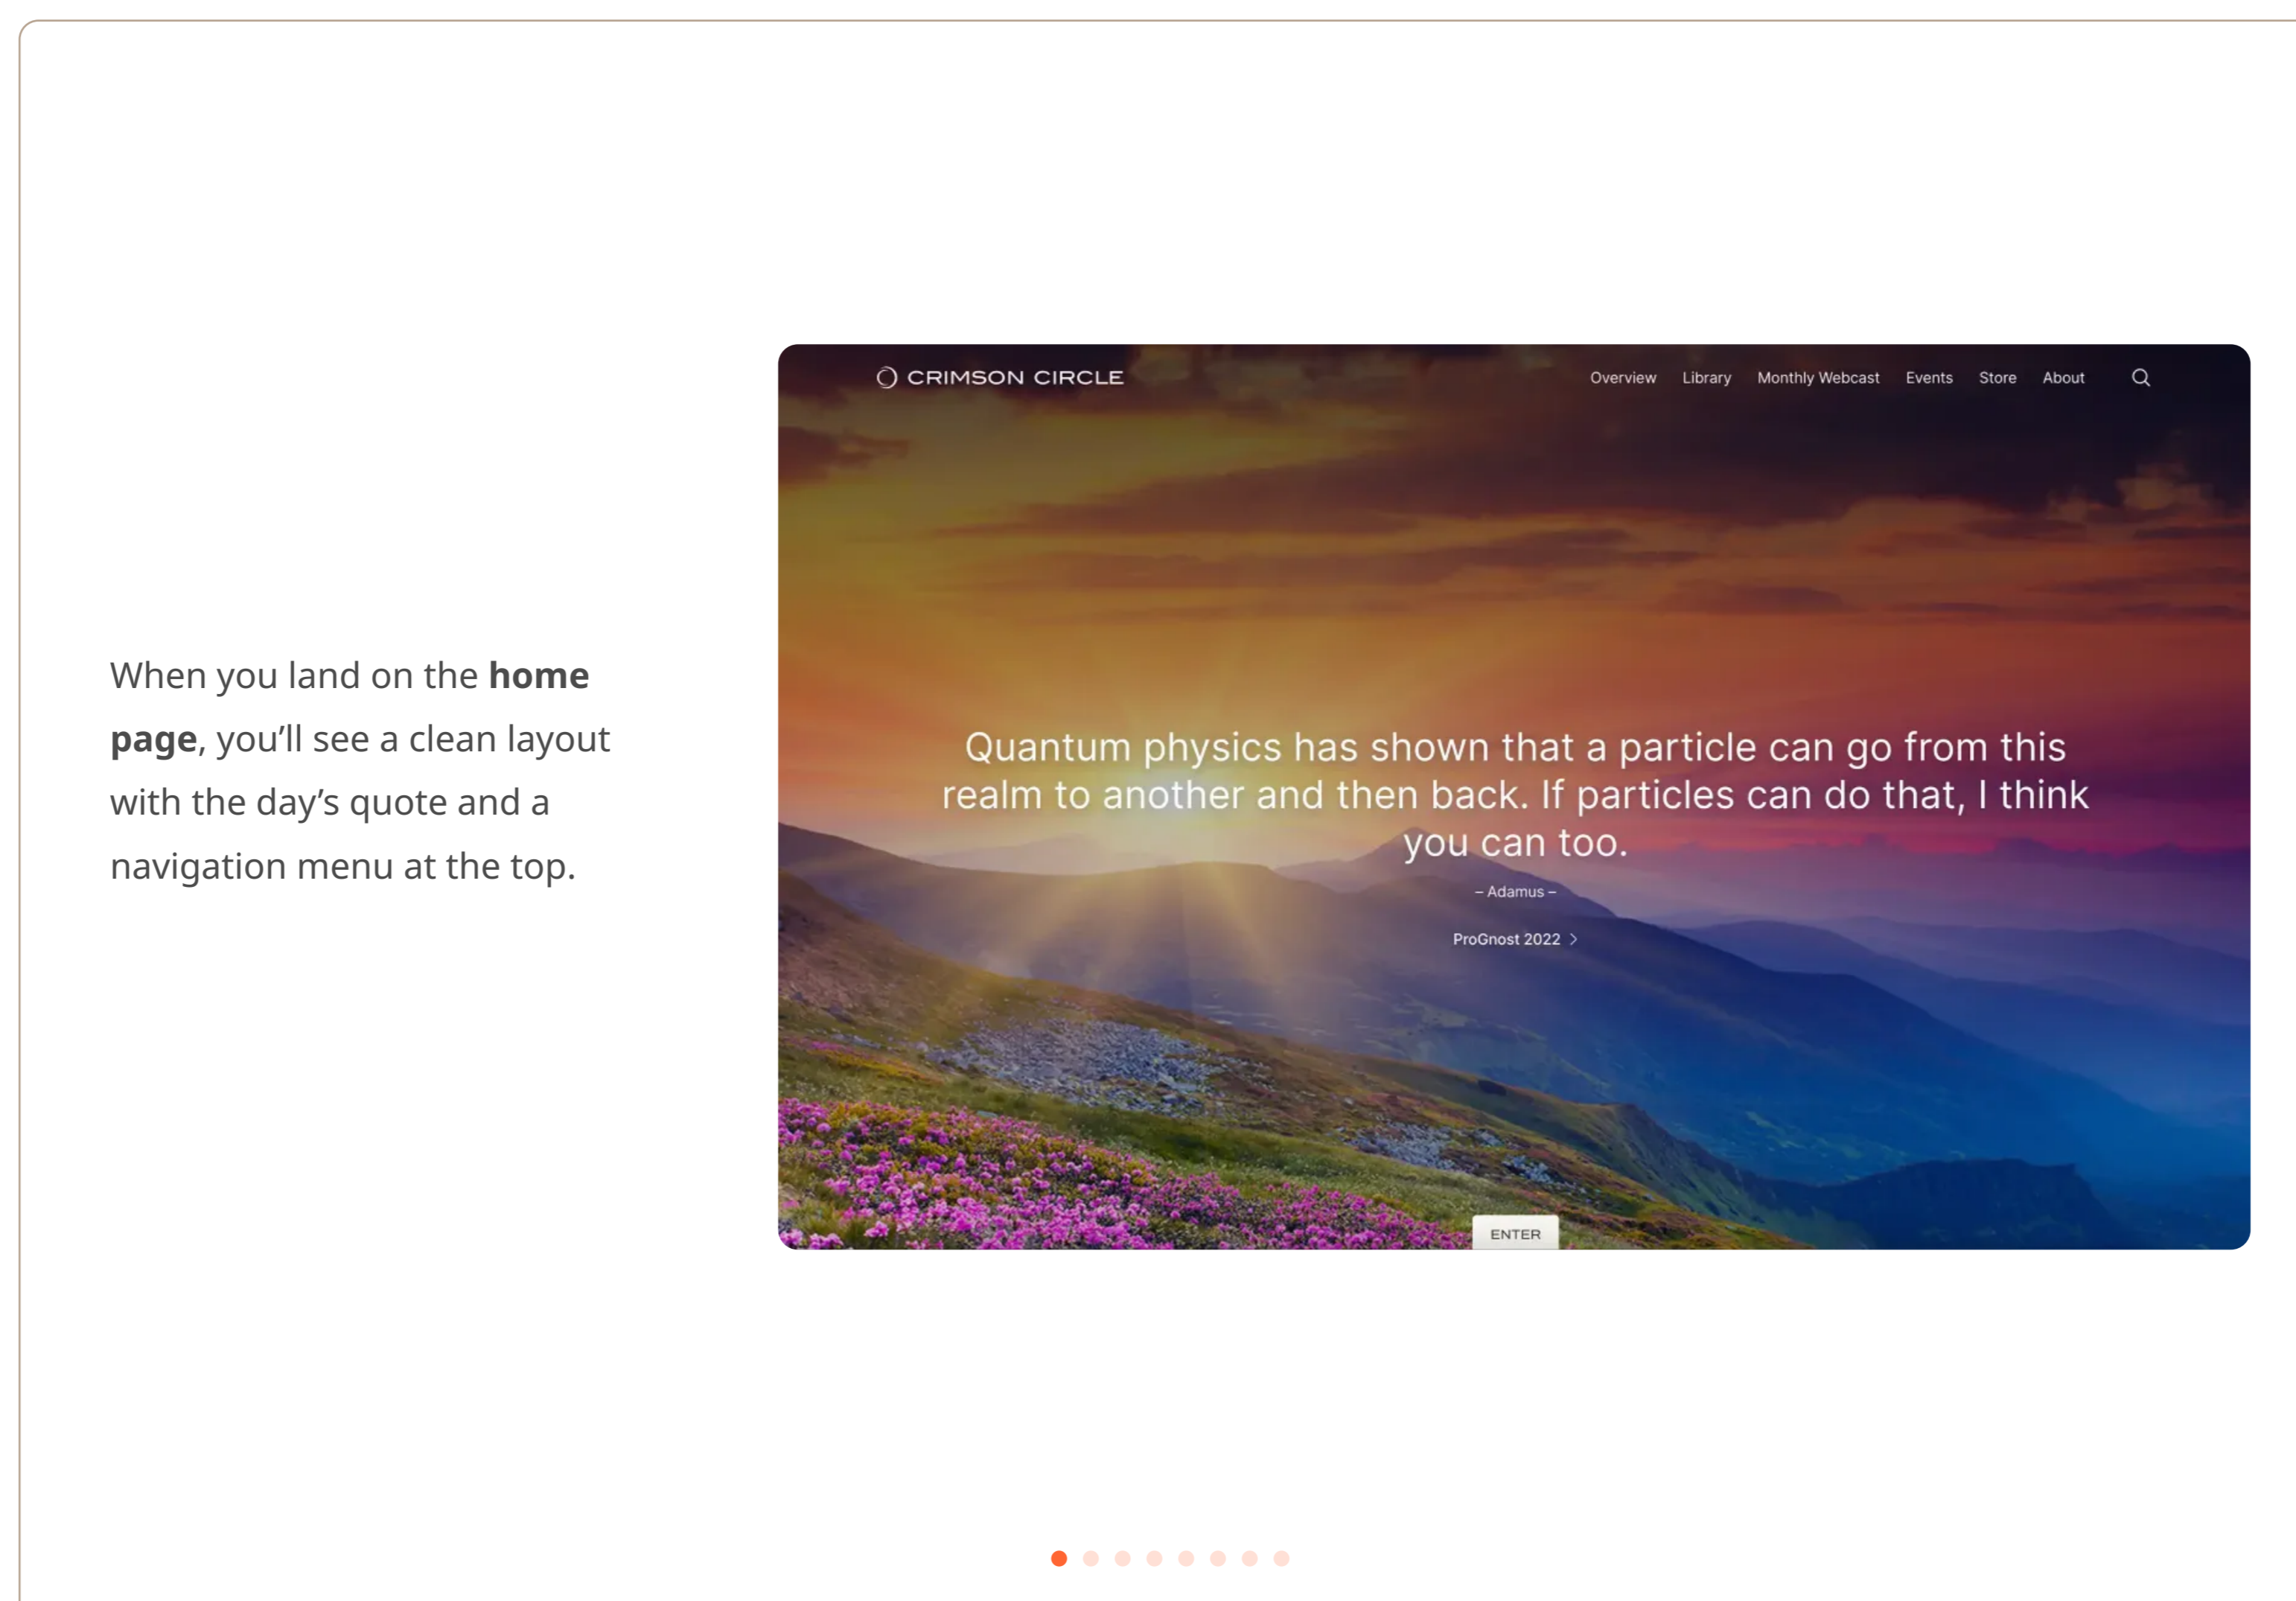 When you land on the home
page, you’ll see a clean layout
with the day’s quote and a
navigation menu at the top.
CRIMSON CIRCLE
Overview Library Monthly Webcast Events Store About
Quantum physics has shown that a particle can go from this
realm to another and then back. If particles can do that, I think
you can too.
– Adamus –
ProGnost 2022
ENTER